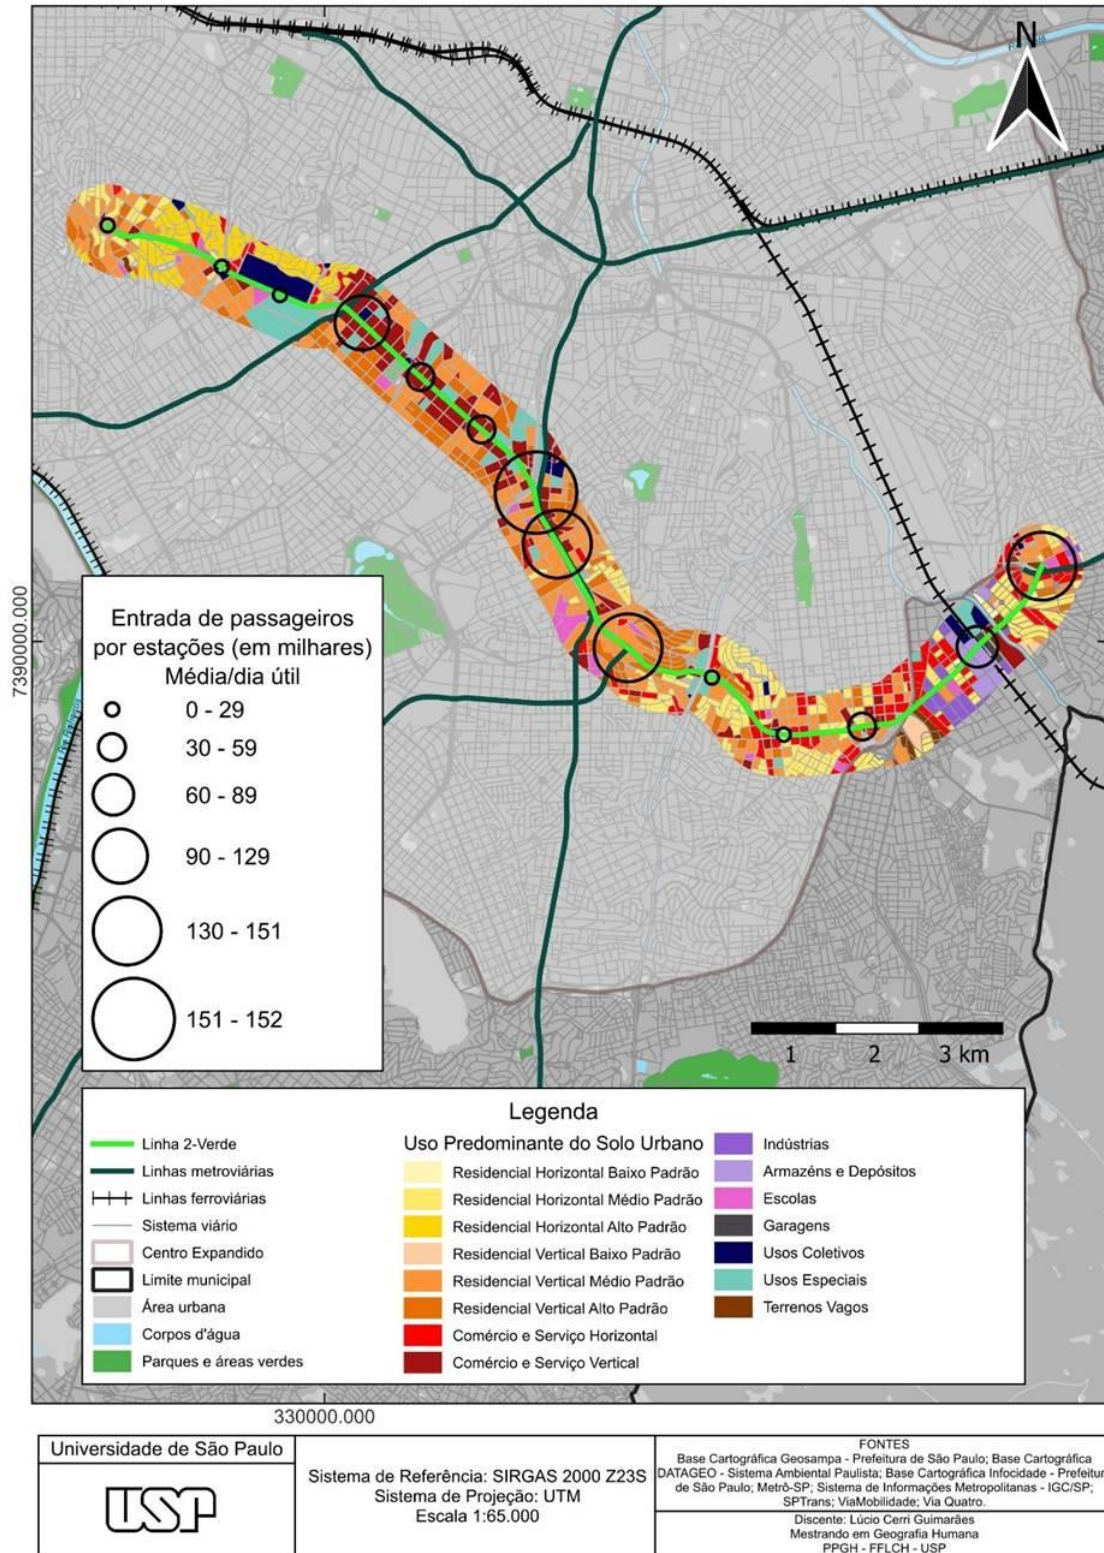 N
7390000.000
Entrada de passageiros
por estações (em milhares)
Média/dia útil
0 - 29
30 - 59
60 - 89
90 - 129
130 - 151
151 - 152
1 2 3 km
Legenda
Linha 2-Verde
Linhas metroviárias
Linhas ferroviárias
Sistema viário
Centro Expandido
Limite municipal
Área urbana
Corpos d'água
Parques e áreas verdes
Uso Predominante do Solo Urbano
Residencial Horizontal Baixo Padrão
Residencial Horizontal Médio Padrão
Residencial Horizontal Alto Padrão
Residencial Vertical Baixo Padrão
Residencial Vertical Médio Padrão
Residencial Vertical Alto Padrão
Comércio e Serviço Horizontal
Comércio e Serviço Vertical
Indústrias
Armazéns e Depósitos
Escolas
Garagens
Usos Coletivos
Usos Especiais
Terrenos Vagos
330000.000
Universidade de São Paulo
USP
Sistema de Referência: SIRGAS 2000 Z23S
Sistema de Projeção: UTM
Escala 1:65.000
FONTES
Base Cartográfica Geosampa - Prefeitura de São Paulo; Base Cartográfica
DATAGEO - Sistema Ambiental Paulista; Base Cartográfica Infocidade - Prefeitur
de São Paulo; Metrô-SP; Sistema de Informações Metropolitanas - IGC/SP;
SPTrans; ViaMobilidade; Via Quatro.
Discente: Lúcio Cerri Guimarães
Mestrando em Geografia Humana
PPGH - FFLCH - USP